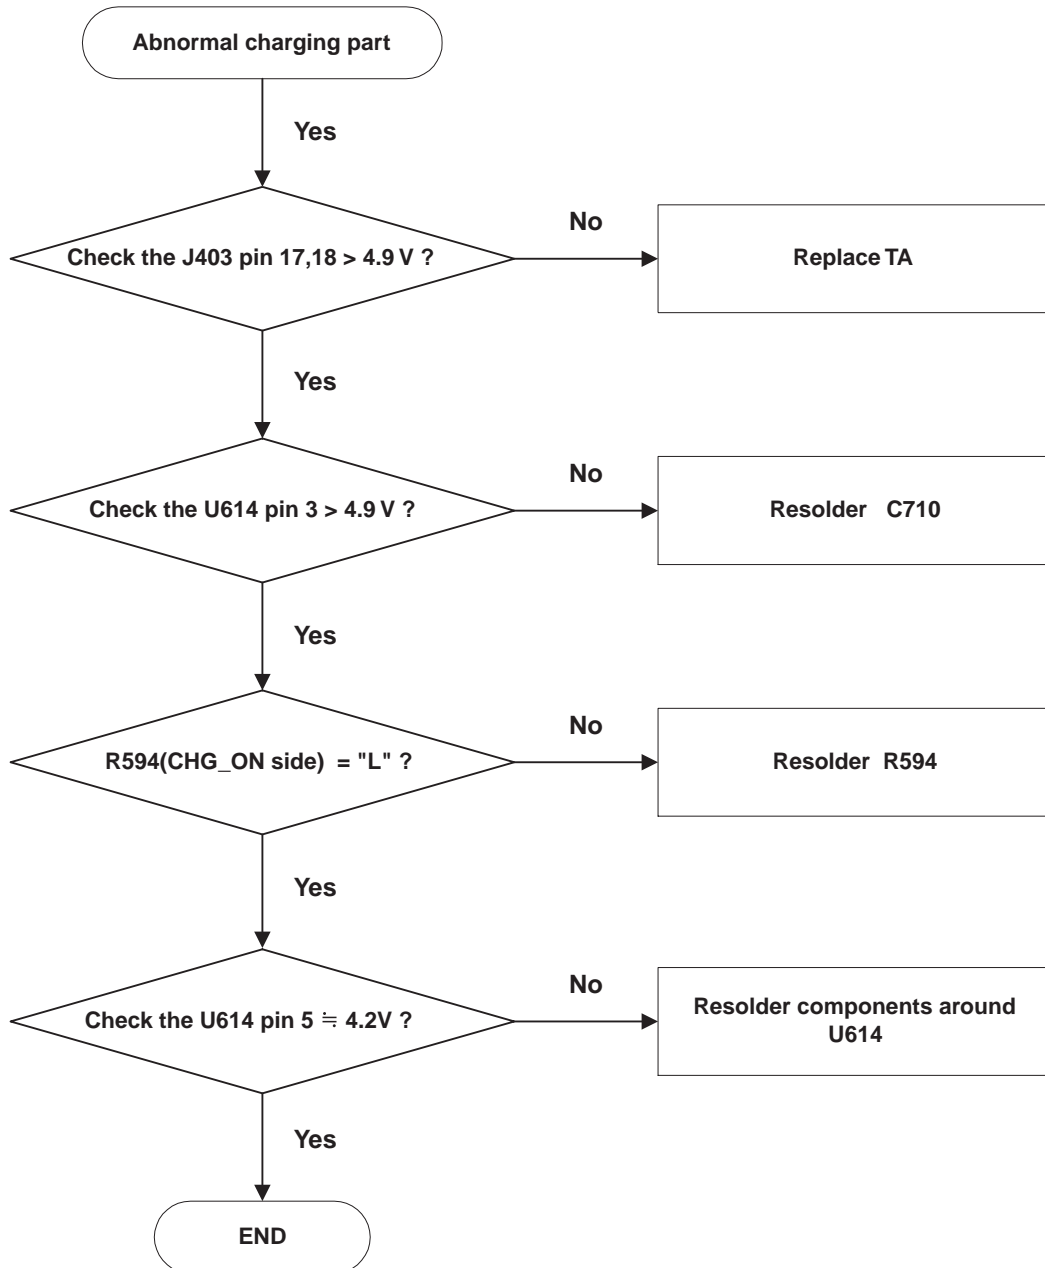 Abnormal charging part
Yes
Check the J403 pin 17,18 > 4.9 V ?
No
Replace TA
Yes
Check the U614 pin 3 > 4.9 V ?
No
Resolder C710
Yes
R594(CHG_ON side) = "L" ?
No
Resolder R594
Yes
Check the U614 pin 5 ≒ 4.2V ?
No
Resolder components around
U614
Yes
END